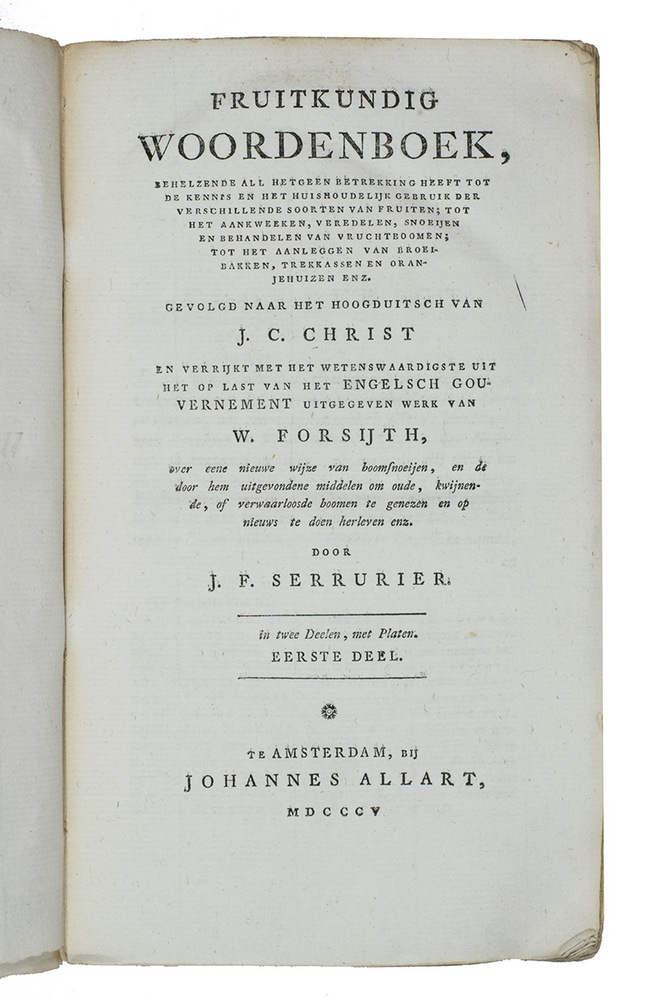 FRUITKUNDIG
WOORDENBOEK,
BEHELZENDE ALL HETGEEN BETREKKING HEEFT TOT
DE KENNIS EN HET HUISHOUDELIJK GEBRUIK DER
VERSCHILLENDE SOORTEN VAN FRUITEN; TOT
HET AANKWEEKEN, VEREDELEN, SNOEIJEN
EN BEHANDELEN VAN VRUCHTBOOMEN;
TOT HET AANLEGGEN VAN BROEI-
BAKKEN, TREKKASSEN EN ORAN-
JEHUIZEN ENZ.
GEVOLGD NAAR HET HOOGDUITSCH VAN
J. C. CHRIST
EN VERRIJKT MET HET WETENSWAARDIGSTE UIT
HET OP LAST VAN HET ENGELSCH GOU-
VERNEMENT UITGEGEVEN WERK VAN
W. FORSIJTH,
over eene nieuwe wijze van boomſnoeijen, en de
door hem uitgevondene middelen om oude, kwijnen-
de, of verwaarloosde boomen te genezen en op
nieuws te doen herleven enz.
DOOR
J. F. SERRURIER.
in twee Deelen, met Platen.
EERSTE DEEL.
TE AMSTERDAM, BIJ
JOHANNES ALLART,
MDCCCV